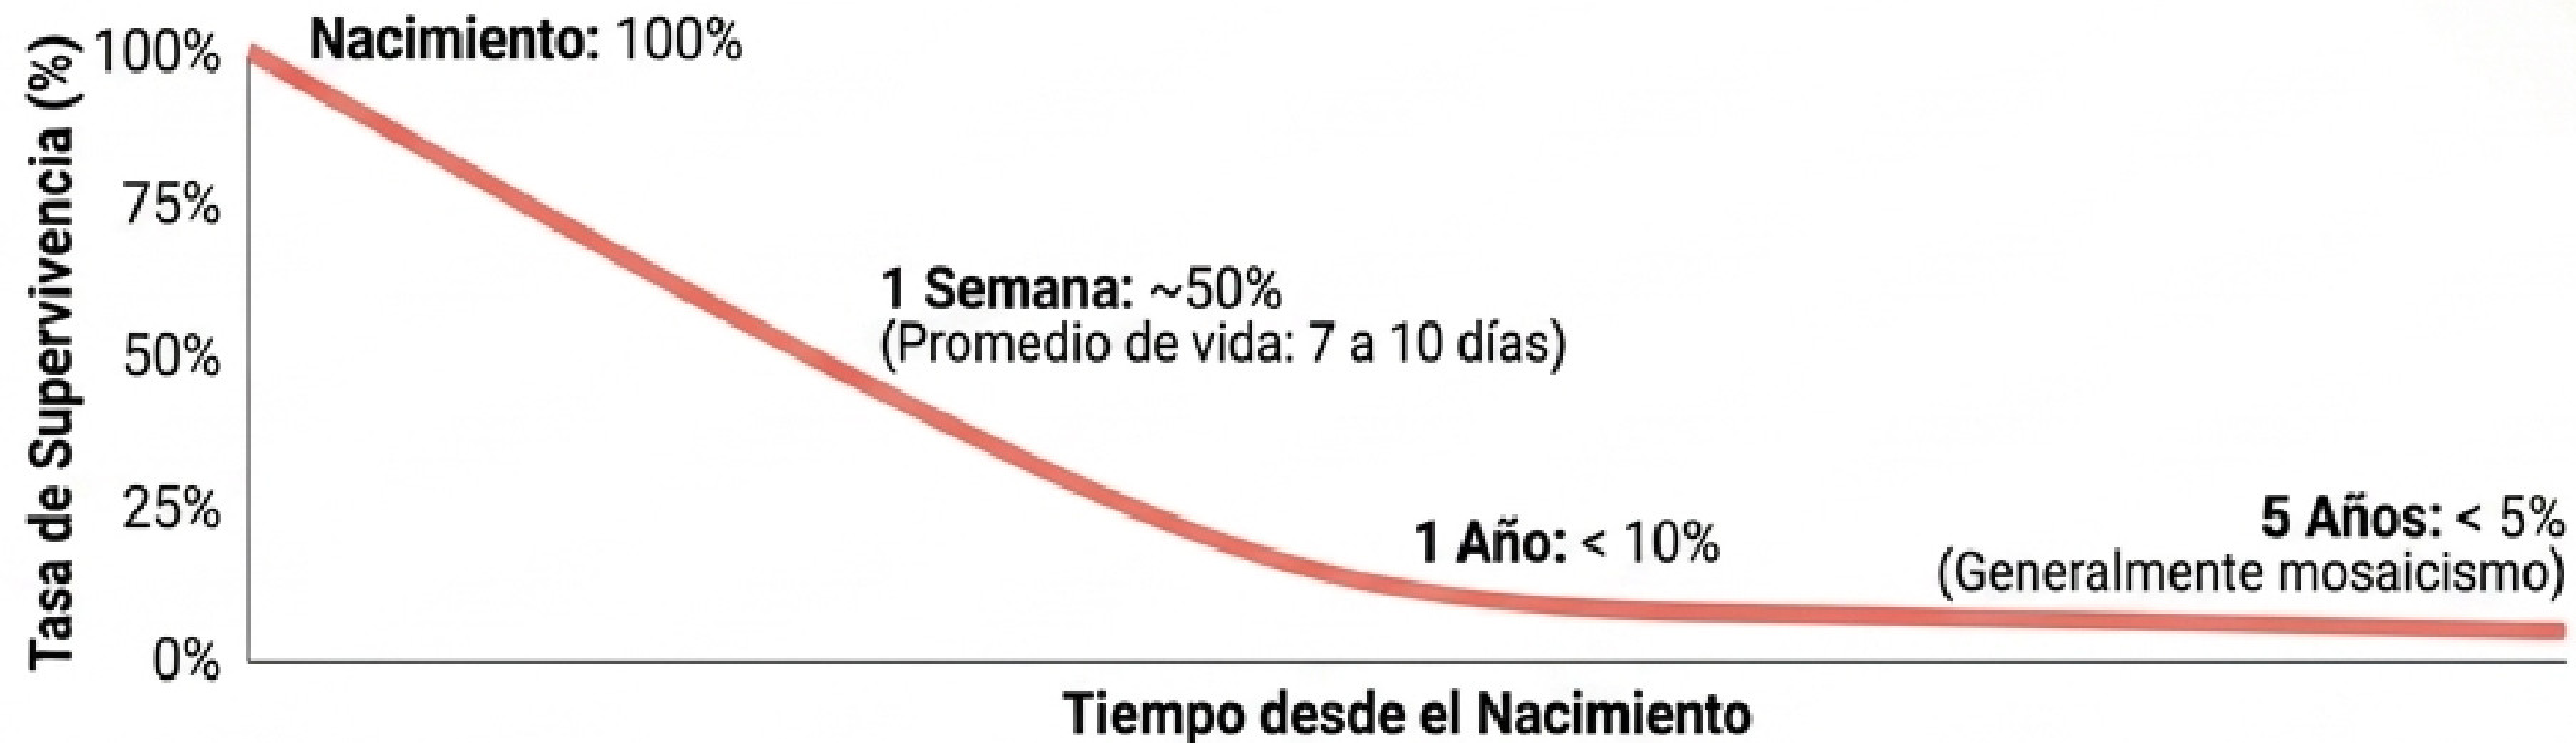 Tasa de Supervivencia (%)
100%
75%
50%
25%
0%
Nacimiento: 100%
1 Semana: ~50%
(Promedio de vida: 7 a 10 días)
1 Año: < 10%
5 Años: < 5%
(Generalmente mosaicismo)
Tiempo desde el Nacimiento